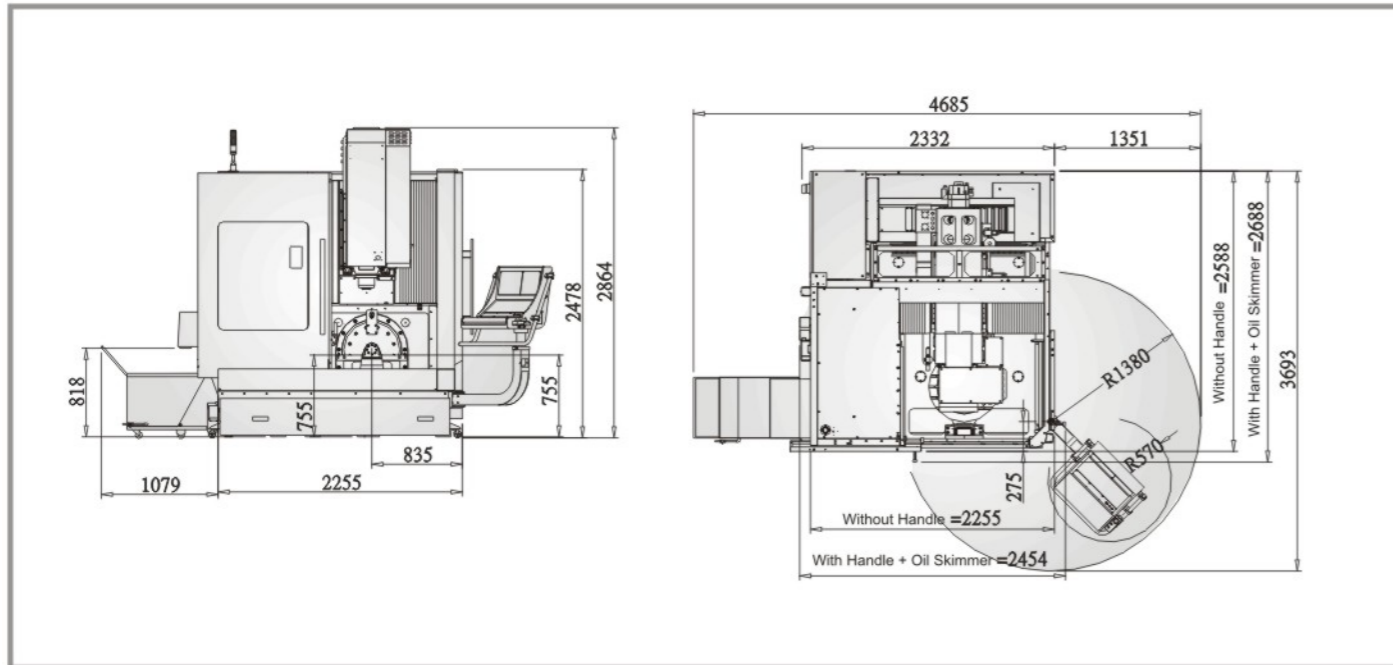 2864
2478
818
755
755
835
1079
2255
4685
2332
1351
Without Handle =2588
With Handle + Oil Skimmer =2688
3693
R1380
R570
275
Without Handle =2255
With Handle + Oil Skimmer =2454